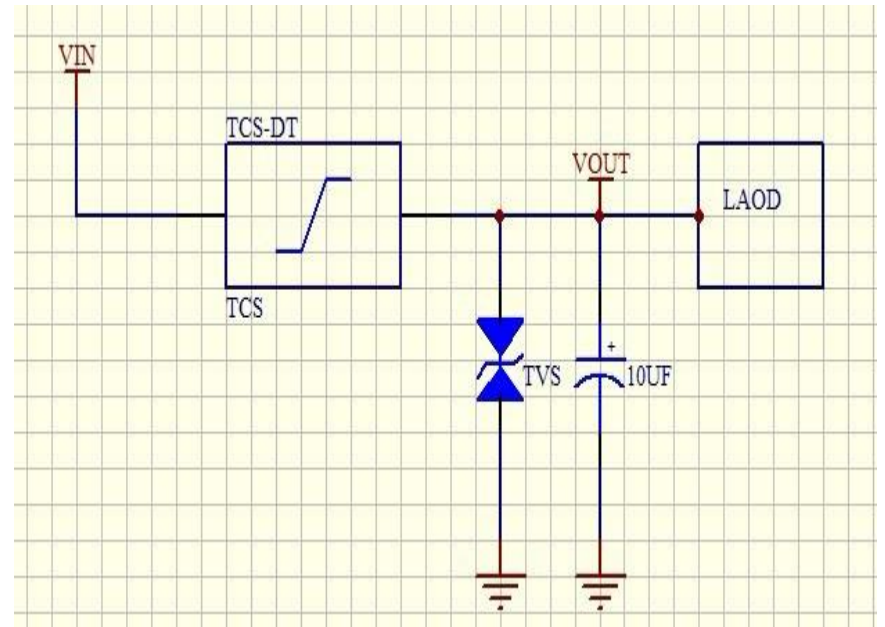 VIN
TCS-DT
TCS
VOUT
LAOD
+
TVS
10UF